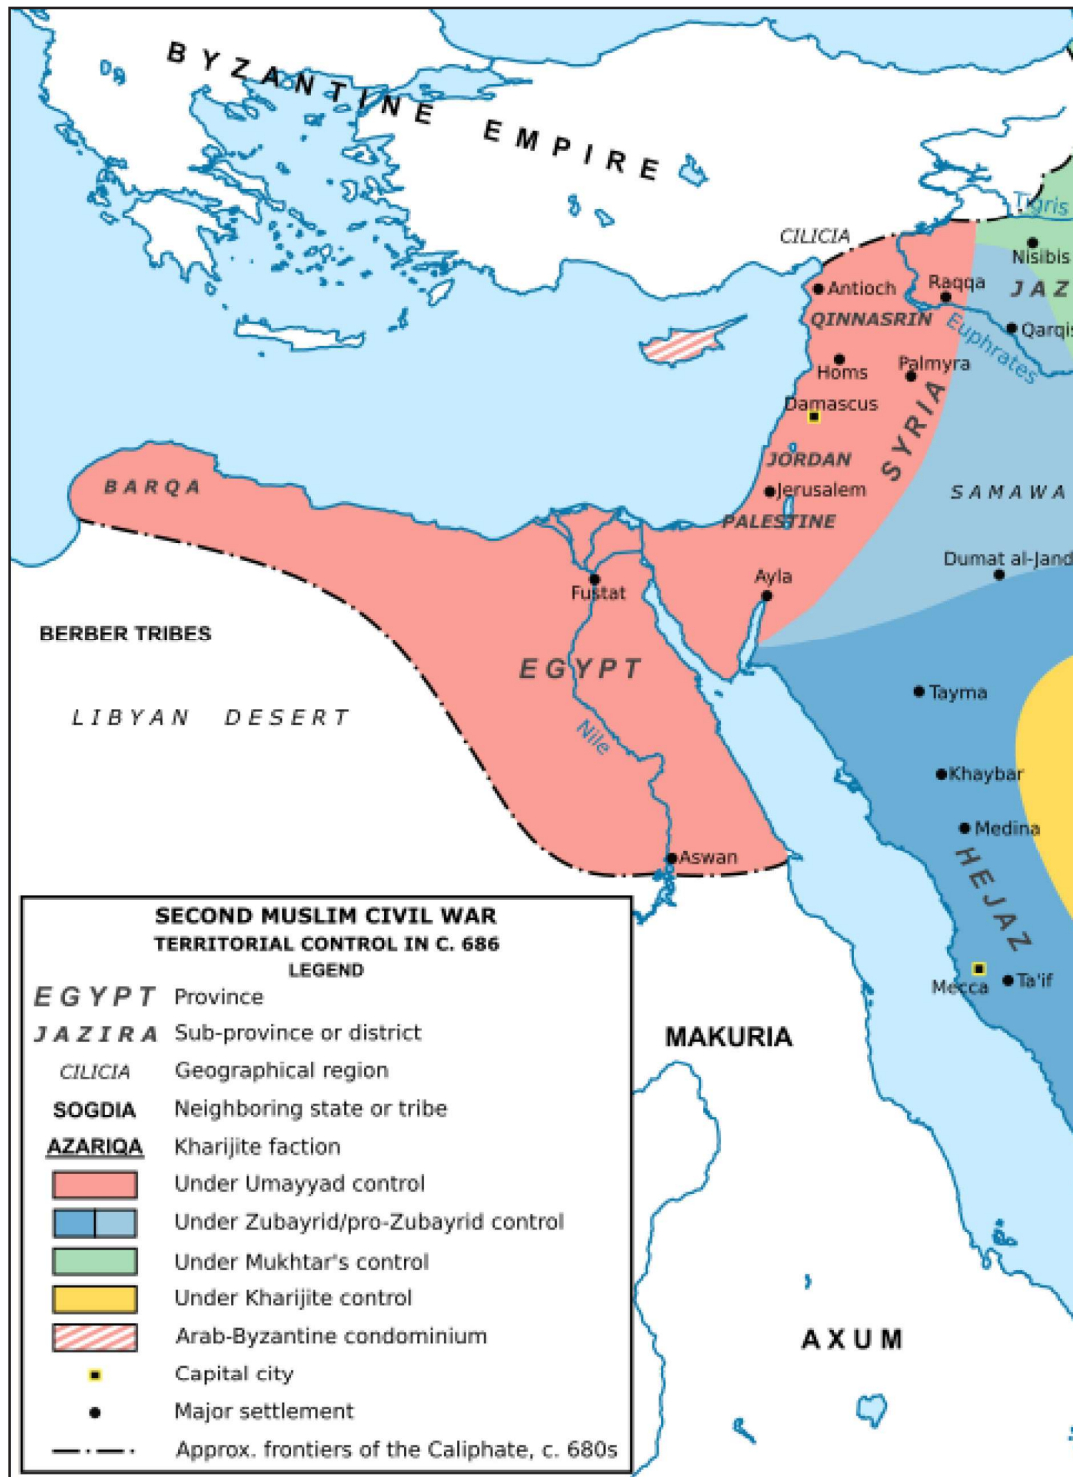 BYZANTINE EMPIRE
CILICIA
Tigris
Nisibis
JAZ
Antioch
Raqqa
QINNASRIN
Euphrates
Qarqis
Homs
Palmyra
Damascus
SYRIA
JORDAN
Jerusalem
SAMAWA
PALESTINE
BARQA
Dumat al-Jand
Ayla
Fustat
BERBER TRIBES
EGYPT
LIBYAN DESERT
Nile
Tayma
Khaybar
Medina
Aswan
HEJAZ
Mecca
Ta'if
MAKURIA
AXUM
SECOND MUSLIM CIVIL WAR
TERRITORIAL CONTROL IN C. 686
LEGEND
EGYPT Province
JAZIRA Sub-province or district
CILICIA Geographical region
SOGDIA Neighboring state or tribe
AZARIQA Kharijite faction
Under Umayyad control
Under Zubayrid/pro-Zubayrid control
Under Mukhtar's control
Under Kharijite control
Arab-Byzantine condominium
Capital city
Major settlement
Approx. frontiers of the Caliphate, c. 680s